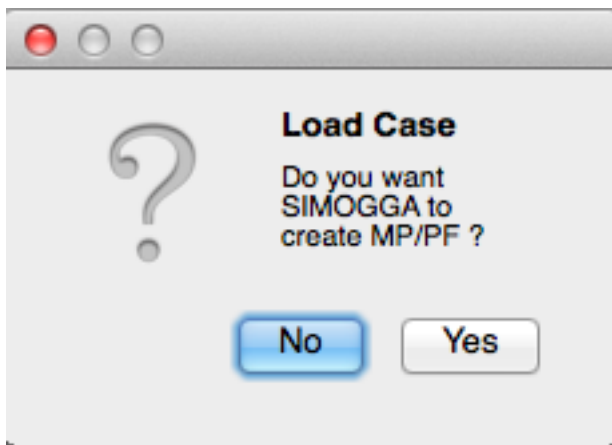 Load Case
Do you want
SIMOGGA to
create MP/PF ?
No
Yes